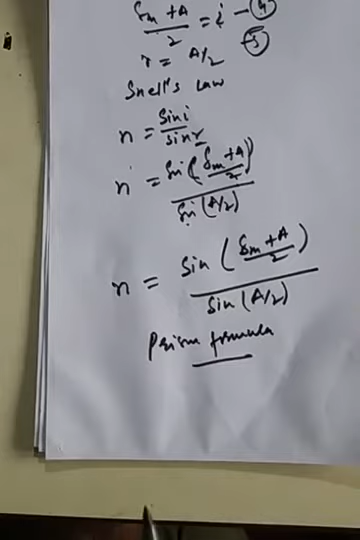 δm + A / 2 = i — ④
r = A/2 — ⑤
Snell's Law
n = sin i / sin r
n = sin (δm + A / 2) / sin (A/2)
n = sin (δm + A / 2) / sin (A/2)
Prism formula